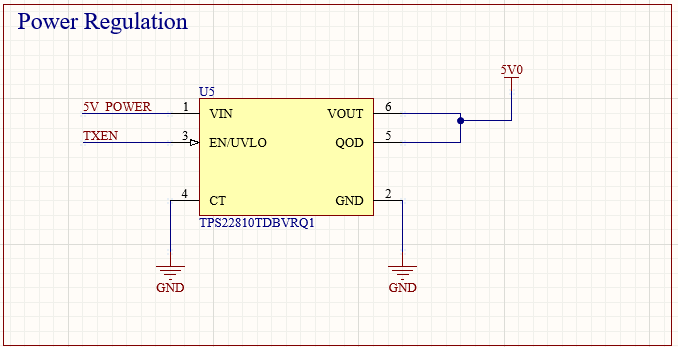 Power Regulation
5V0
U5
5V_POWER 1 VIN VOUT 6
TXEN 3 EN/UVLO QOD 5
4 CT GND 2
TPS22810TDBVRQ1
GND GND